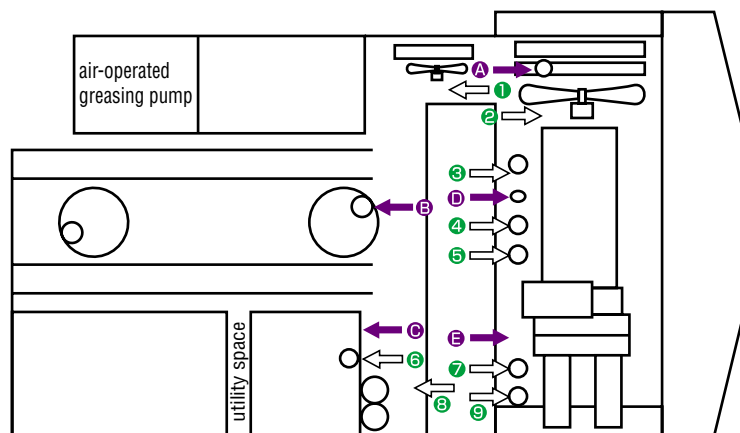 air-operated
greasing pump
A
1
2
3
D
B
4
5
C
E
6
7
8
9
utility space